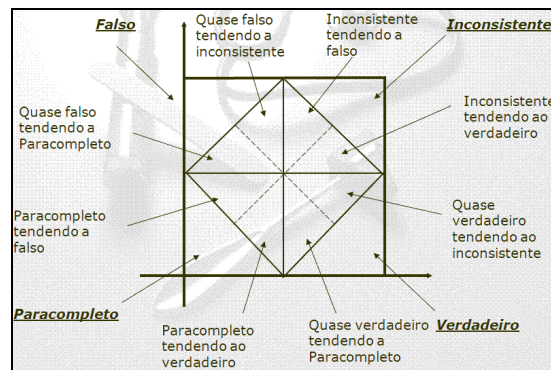 Falso
Quase falso
tendendo a
inconsistente
Inconsistente
tendendo a
falso
Inconsistente
Quase falso
tendendo a
Paracompleto
Inconsistente
tendendo ao
verdadeiro
Paracompleto
tendendo a
falso
Quase
verdadeiro
tendendo ao
inconsistente
Paracompleto
Paracompleto
tendendo ao
verdadeiro
Quase verdadeiro
tendendo a
Paracompleto
Verdadeiro